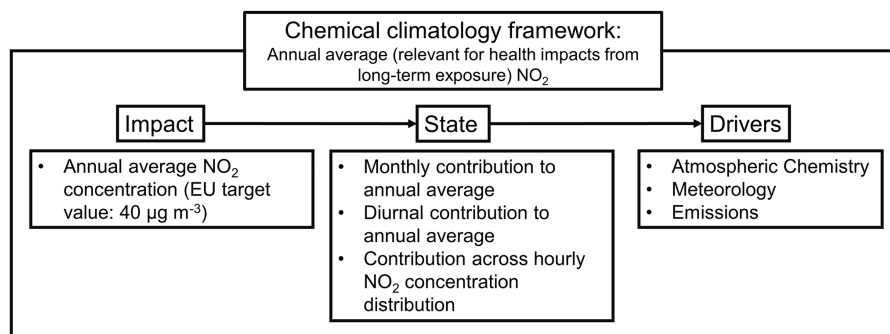 Chemical climatology framework:
Annual average (relevant for health impacts from
long-term exposure) NO₂
Impact
State
Drivers
• Annual average NO₂
concentration (EU target
value: 40 µg m⁻³)
• Monthly contribution to
annual average
• Diurnal contribution to
annual average
• Contribution across hourly
NO₂ concentration
distribution
• Atmospheric Chemistry
• Meteorology
• Emissions